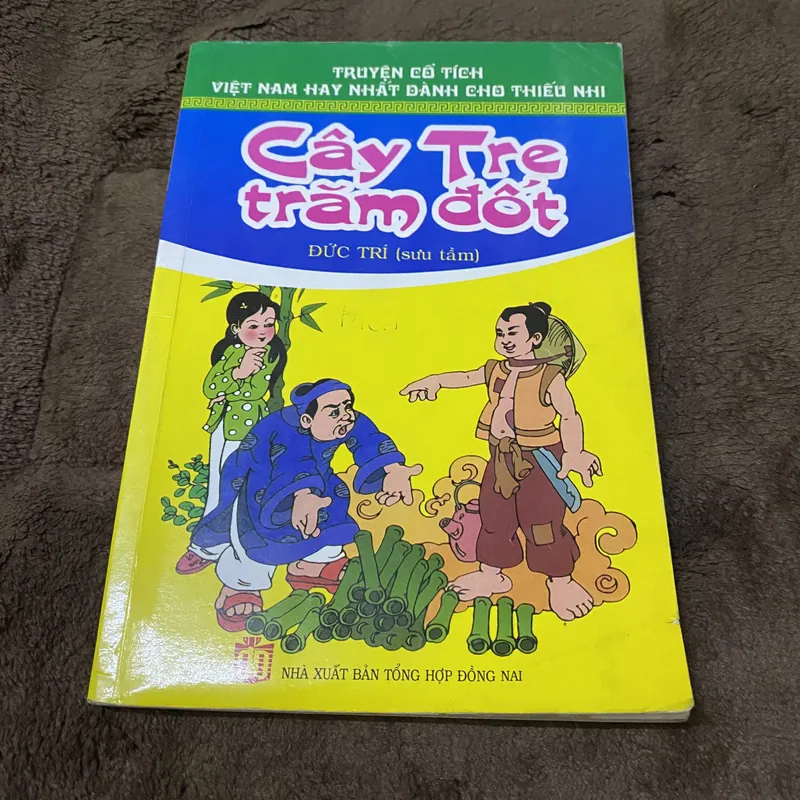 TRUYỆN CỔ TÍCH
VIỆT NAM HAY NHẤT DÀNH CHO THIẾU NHI
Cây Tre
trăm đốt
ĐỨC TRÍ (sưu tầm)
NHÀ XUẤT BẢN TỔNG HỢP ĐỒNG NAI